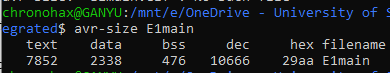 chronohax@GANYU:/mnt/e/OneDrive - University of S
egrated$ avr-size E1main
text data bss dec hex filename
7852 2338 476 10666 29aa E1main